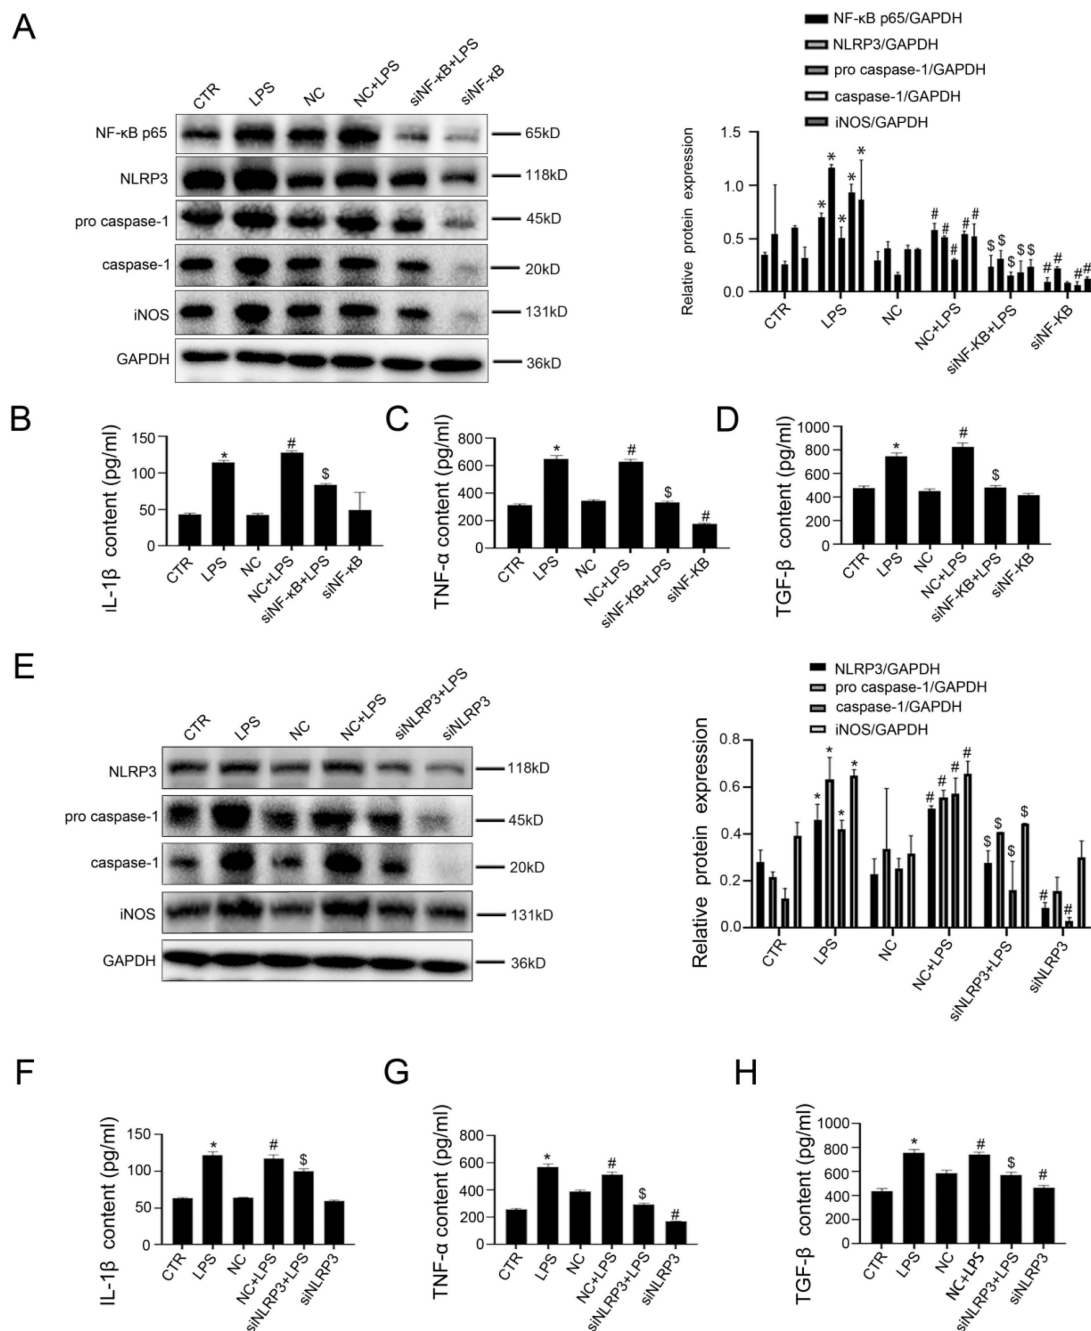 A
CTR LPS NC NC+LPS siNF-κB+LPS siNF-κB
NF-κB p65 65kD
NLRP3 118kD
pro caspase-1 45kD
caspase-1 20kD
iNOS 131kD
GAPDH 36kD
NF-κB p65/GAPDH
NLRP3/GAPDH
pro caspase-1/GAPDH
caspase-1/GAPDH
iNOS/GAPDH
Relative protein expression
1.5
1.0
0.5
0.0
* * * * *
# # # # #
$ $ $ $ $
# # # #
CTR LPS NC NC+LPS siNF-KB+LPS siNF-KB
B
IL-1β content (pg/ml)
150
100
50
0
* # $
CTR LPS NC NC+LPS siNF-κB+LPS siNF-κB
C
TNF-α content (pg/ml)
800
600
400
200
0
* # $ #
CTR LPS NC NC+LPS siNF-KB+LPS siNF-KB
D
TGF-β content (pg/ml)
1000
800
600
400
200
0
* # $
CTR LPS NC NC+LPS siNF-KB+LPS siNF-KB
E
CTR LPS NC NC+LPS siNLRP3+LPS siNLRP3
NLRP3 118kD
pro caspase-1 45kD
caspase-1 20kD
iNOS 131kD
GAPDH 36kD
NLRP3/GAPDH
pro caspase-1/GAPDH
caspase-1/GAPDH
iNOS/GAPDH
Relative protein expression
0.8
0.6
0.4
0.2
0.0
* * * *
# # # #
$ $ $
# #
CTR LPS NC NC+LPS siNLRP3+LPS siNLRP3
F
IL-1β content (pg/ml)
150
100
50
0
* # $
CTR LPS NC NC+LPS siNLRP3+LPS siNLRP3
G
TNF-α content (pg/ml)
800
600
400
200
0
* # $ #
CTR LPS NC NC+LPS siNLRP3+LPS siNLRP3
H
TGF-β content (pg/ml)
1000
800
600
400
200
0
* # $ #
CTR LPS NC NC+LPS siNLRP3+LPS siNLRP3